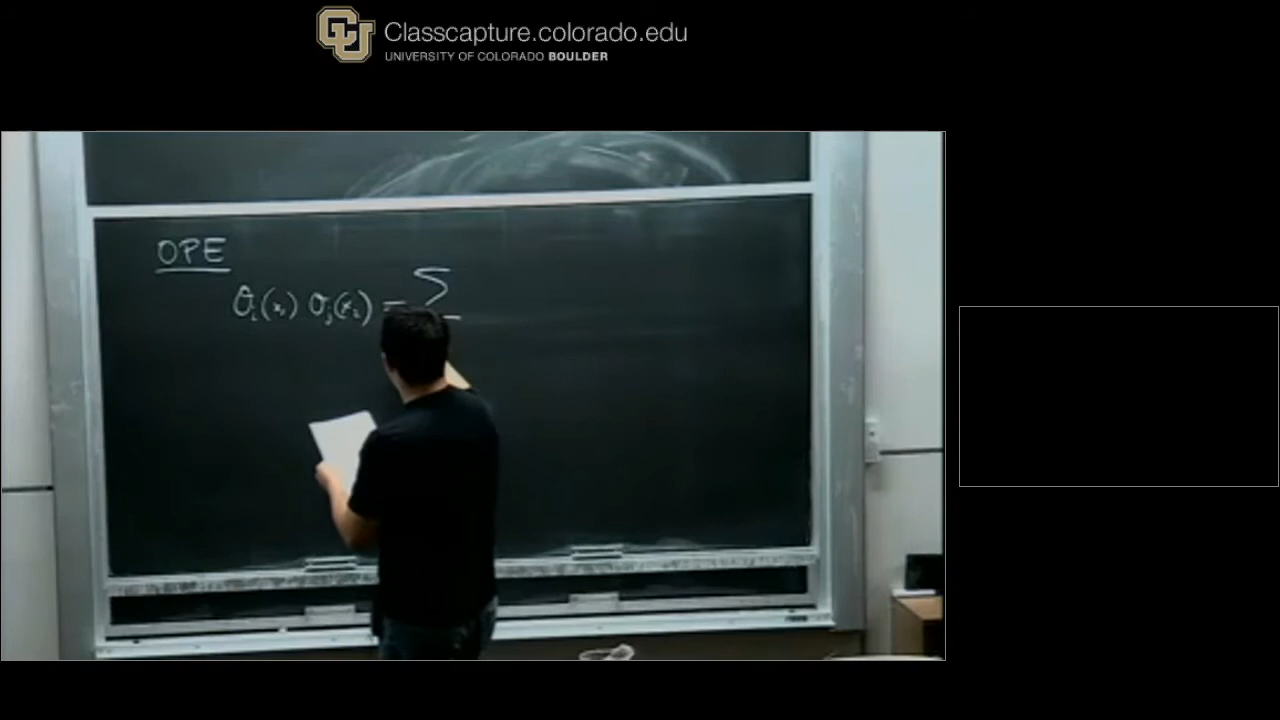 Classcapture.colorado.edu
UNIVERSITY OF COLORADO BOULDER
OPE
O_i(x_1) O_j(x_2) = Σ